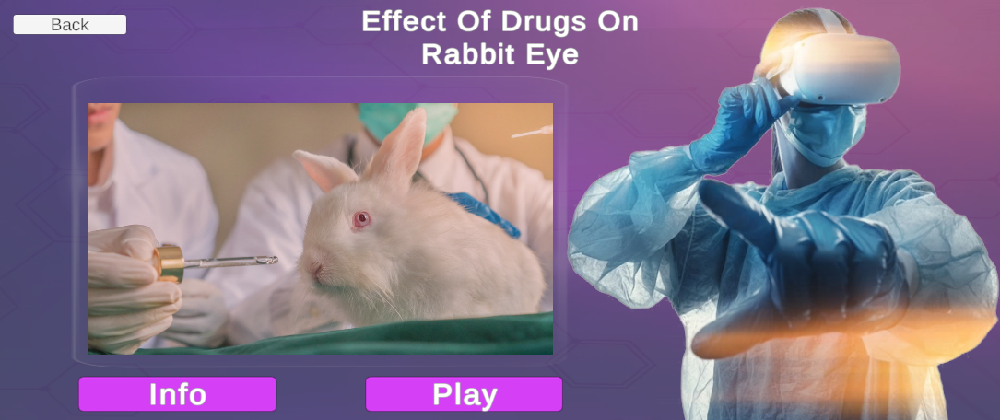 Back
Effect Of Drugs On
Rabbit Eye
Info
Play